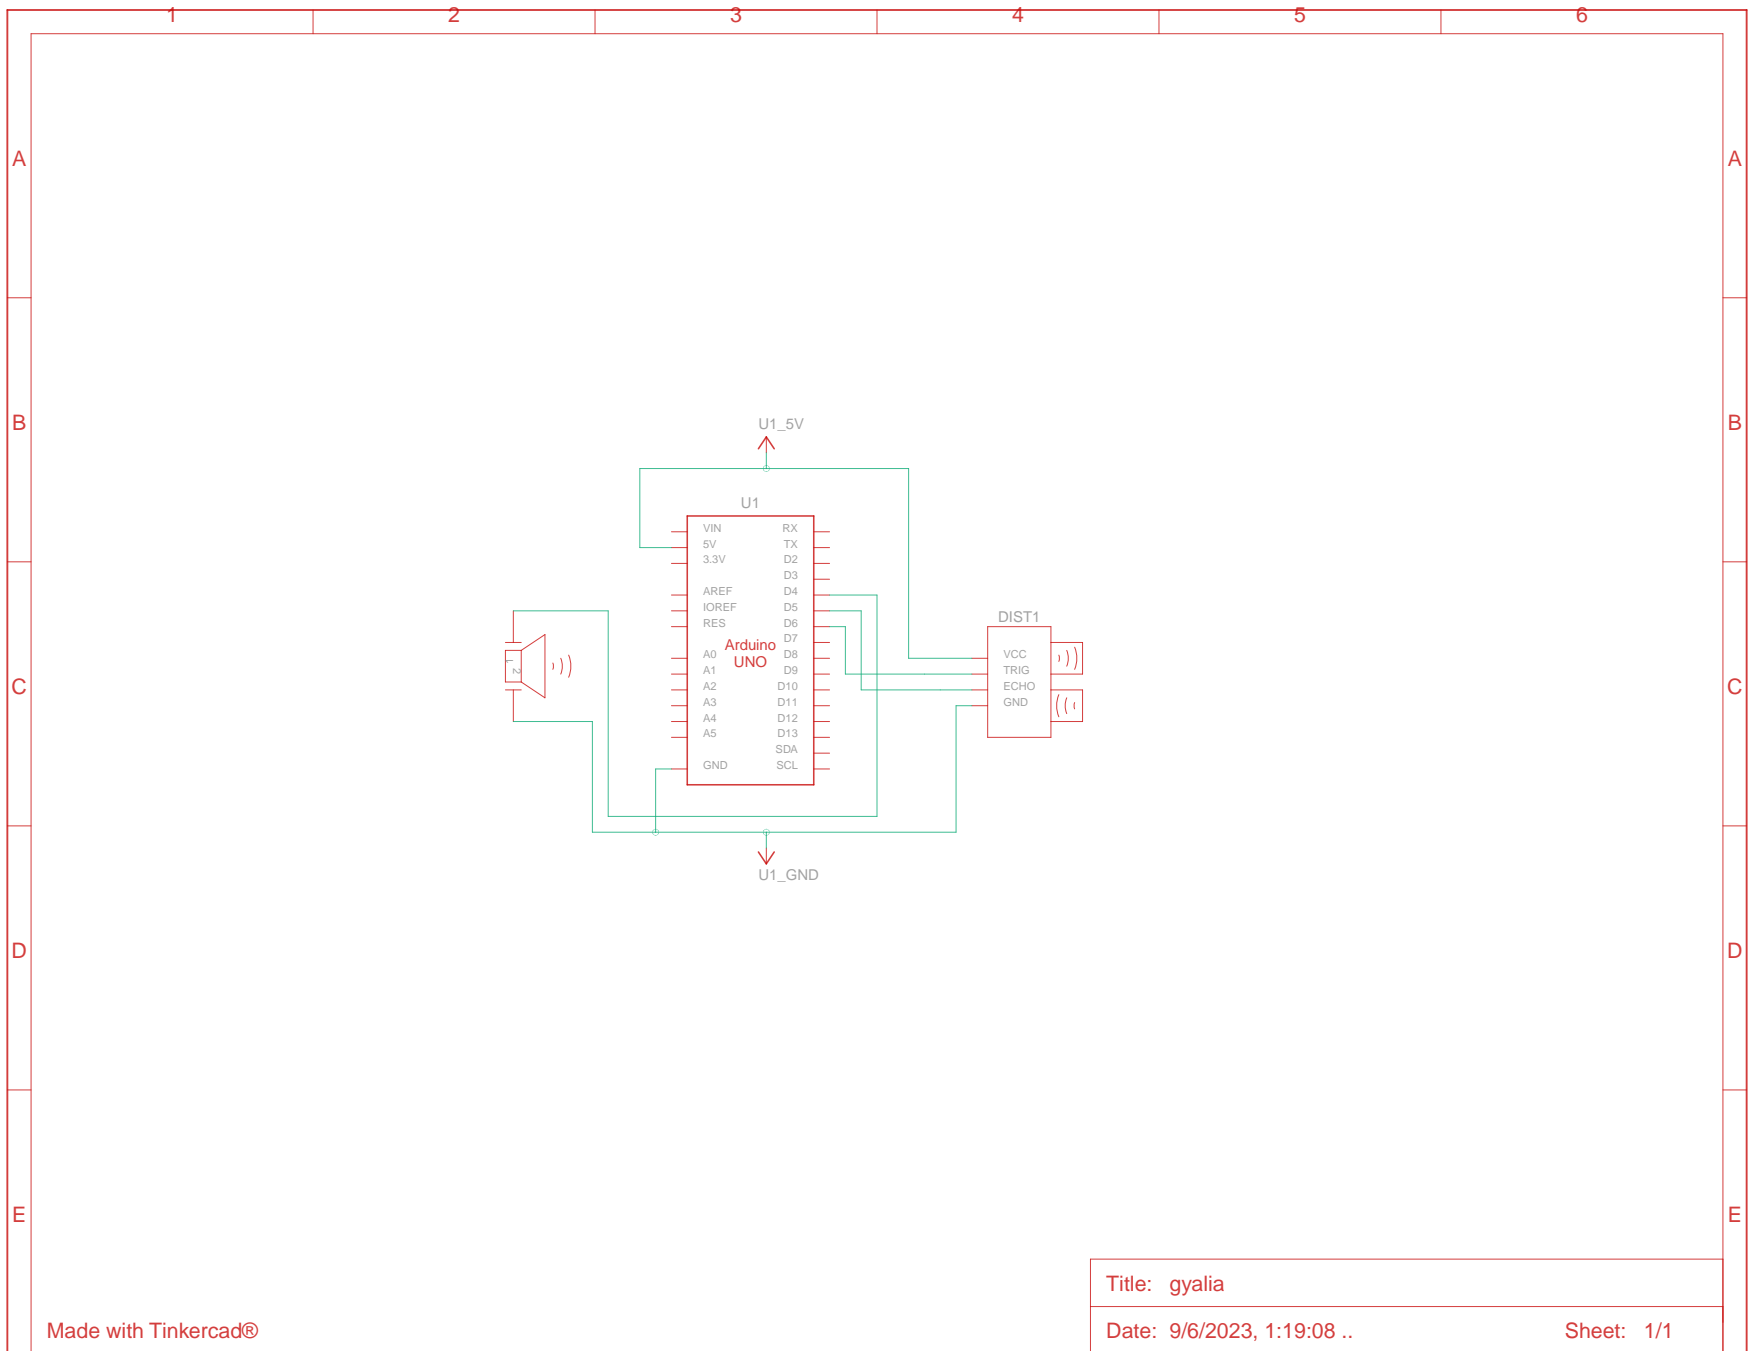 1 2 3 4 5 6
A A
B B
U1_5V
U1
VIN RX
5V TX
3.3V D2
D3
AREF D4
IOREF D5
RES D6
D7
Arduino
UNO
A0 D8
A1 D9
A2 D10
A3 D11
A4 D12
A5 D13
SDA
GND SCL
1 2
DIST1
VCC
TRIG
ECHO
GND
C C
U1_GND
D D
E E
Title: gyalia
Made with Tinkercad®
Date: 9/6/2023, 1:19:08 ..
Sheet: 1/1